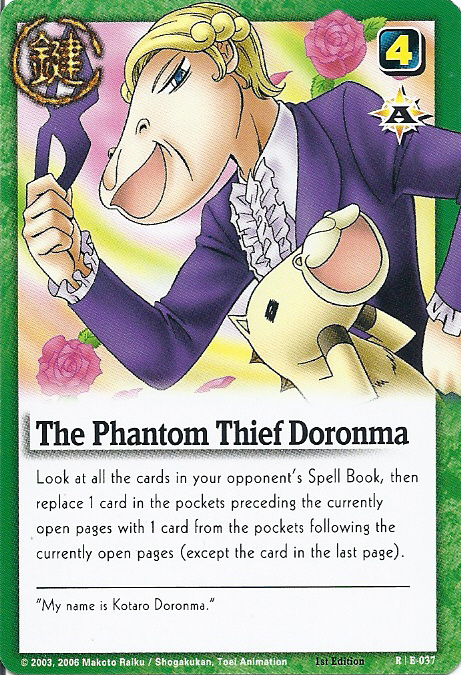 鍵
4
A
The Phantom Thief Doronma
Look at all the cards in your opponent's Spell Book, then
replace 1 card in the pockets preceding the currently
open pages with 1 card from the pockets following the
currently open pages (except the card in the last page).
"My name is Kotaro Doronma."
© 2003, 2006 Makoto Raiku / Shogakukan, Toei Animation 1st Edition R | E-037